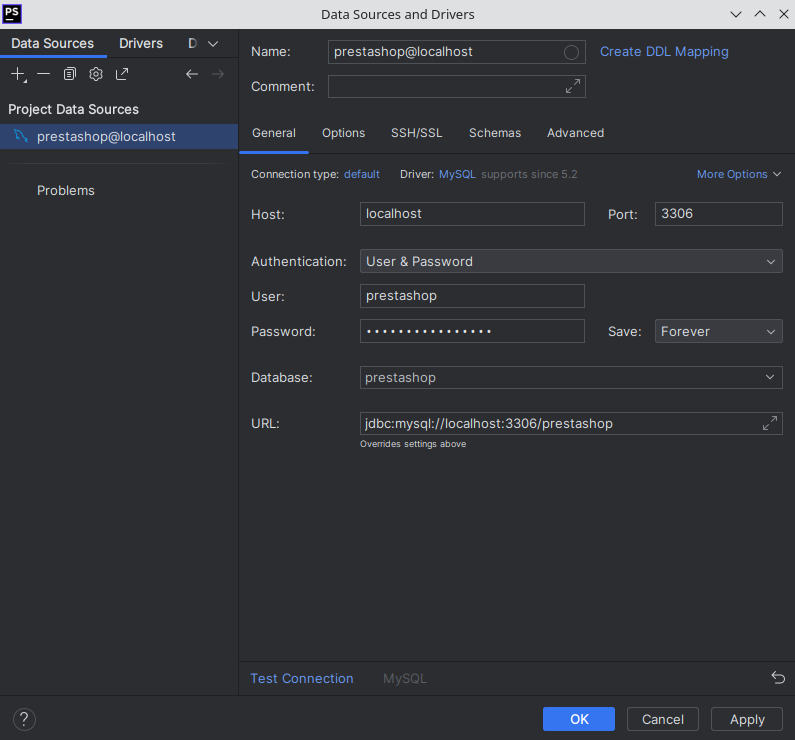 PS
Data Sources and Drivers
Data Sources Drivers D
Project Data Sources
prestashop@localhost
Problems
Name: prestashop@localhost Create DDL Mapping
Comment:
General Options SSH/SSL Schemas Advanced
Connection type: default Driver: MySQL supports since 5.2 More Options
Host: localhost Port: 3306
Authentication: User & Password
User: prestashop
Password: •••••••••••••••• Save: Forever
Database: prestashop
URL: jdbc:mysql://localhost:3306/prestashop
Overrides settings above
Test Connection MySQL
? OK Cancel Apply